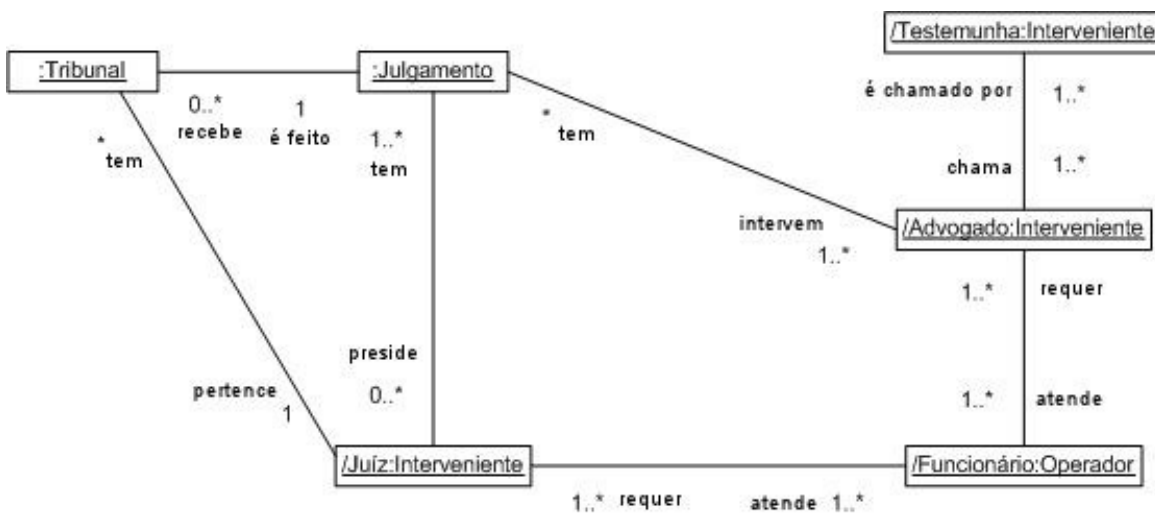 /Testemunha:Interveniente
:Tribunal
:Julgamento
é chamado por
1..*
0..*
recebe
1
é feito
* tem
1..*
tem
* tem
chama
1..*
intervem
1..*
/Advogado:Interveniente
1..*
requer
preside
0..*
pertence
1
1..*
atende
/Juíz:Interveniente
/Funcionário:Operador
1..* requer
atende 1..*